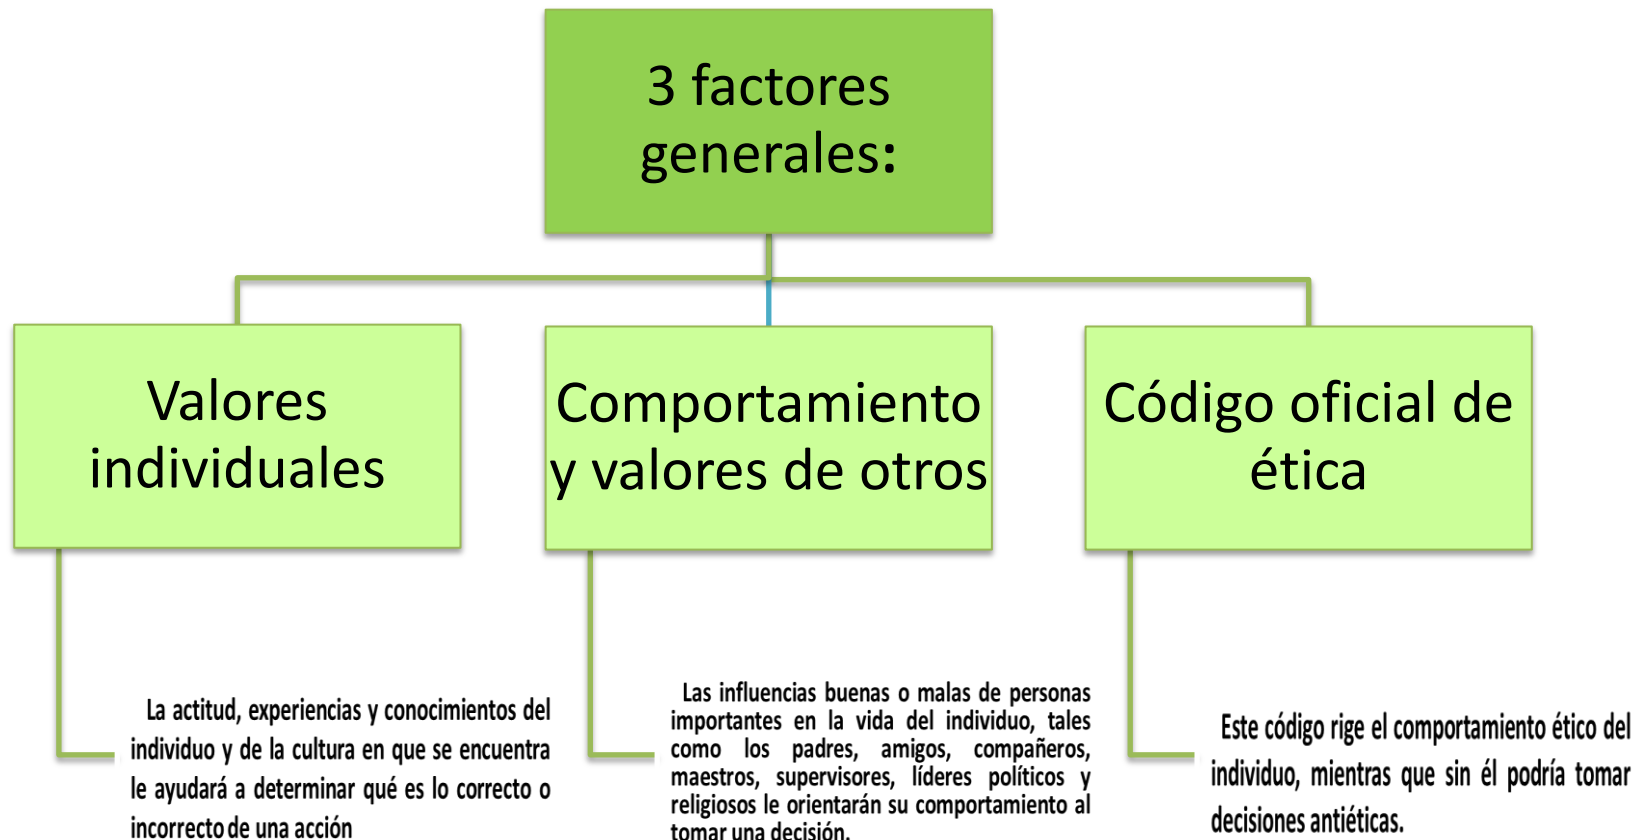 3 factores
generales:
Valores
individuales
Comportamiento
y valores de otros
Código oficial de
ética
La actitud, experiencias y conocimientos del
individuo y de la cultura en que se encuentra
le ayudará a determinar qué es lo correcto o
incorrecto de una acción
Las influencias buenas o malas de personas
importantes en la vida del individuo, tales
como los padres, amigos, compañeros,
maestros, supervisores, líderes políticos y
religiosos le orientarán su comportamiento al
tomar una decisión.
Este código rige el comportamiento ético del
individuo, mientras que sin él podría tomar
decisiones antiéticas.